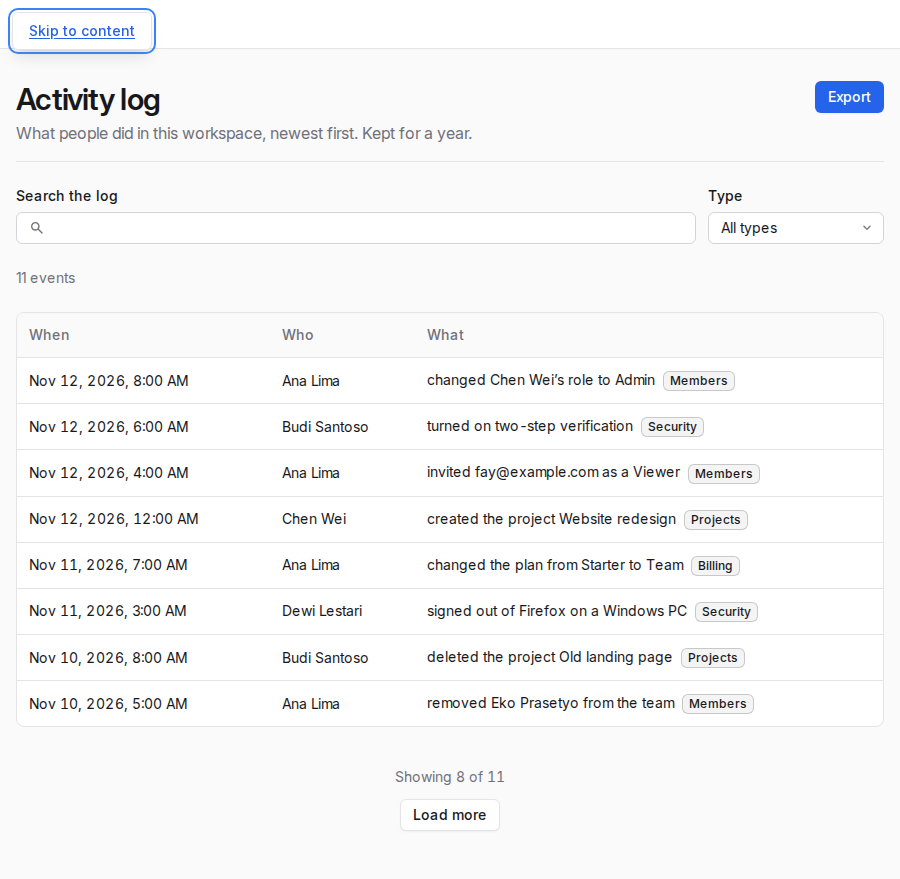 Skip to content
Activity log
Export
What people did in this workspace, newest first. Kept for a year.
Search the log
Type
All types
11 events
When Who What
Nov 12, 2026, 8:00 AM Ana Lima changed Chen Wei’s role to Admin Members
Nov 12, 2026, 6:00 AM Budi Santoso turned on two-step verification Security
Nov 12, 2026, 4:00 AM Ana Lima invited fay@example.com as a Viewer Members
Nov 12, 2026, 12:00 AM Chen Wei created the project Website redesign Projects
Nov 11, 2026, 7:00 AM Ana Lima changed the plan from Starter to Team Billing
Nov 11, 2026, 3:00 AM Dewi Lestari signed out of Firefox on a Windows PC Security
Nov 10, 2026, 8:00 AM Budi Santoso deleted the project Old landing page Projects
Nov 10, 2026, 5:00 AM Ana Lima removed Eko Prasetyo from the team Members
Showing 8 of 11
Load more